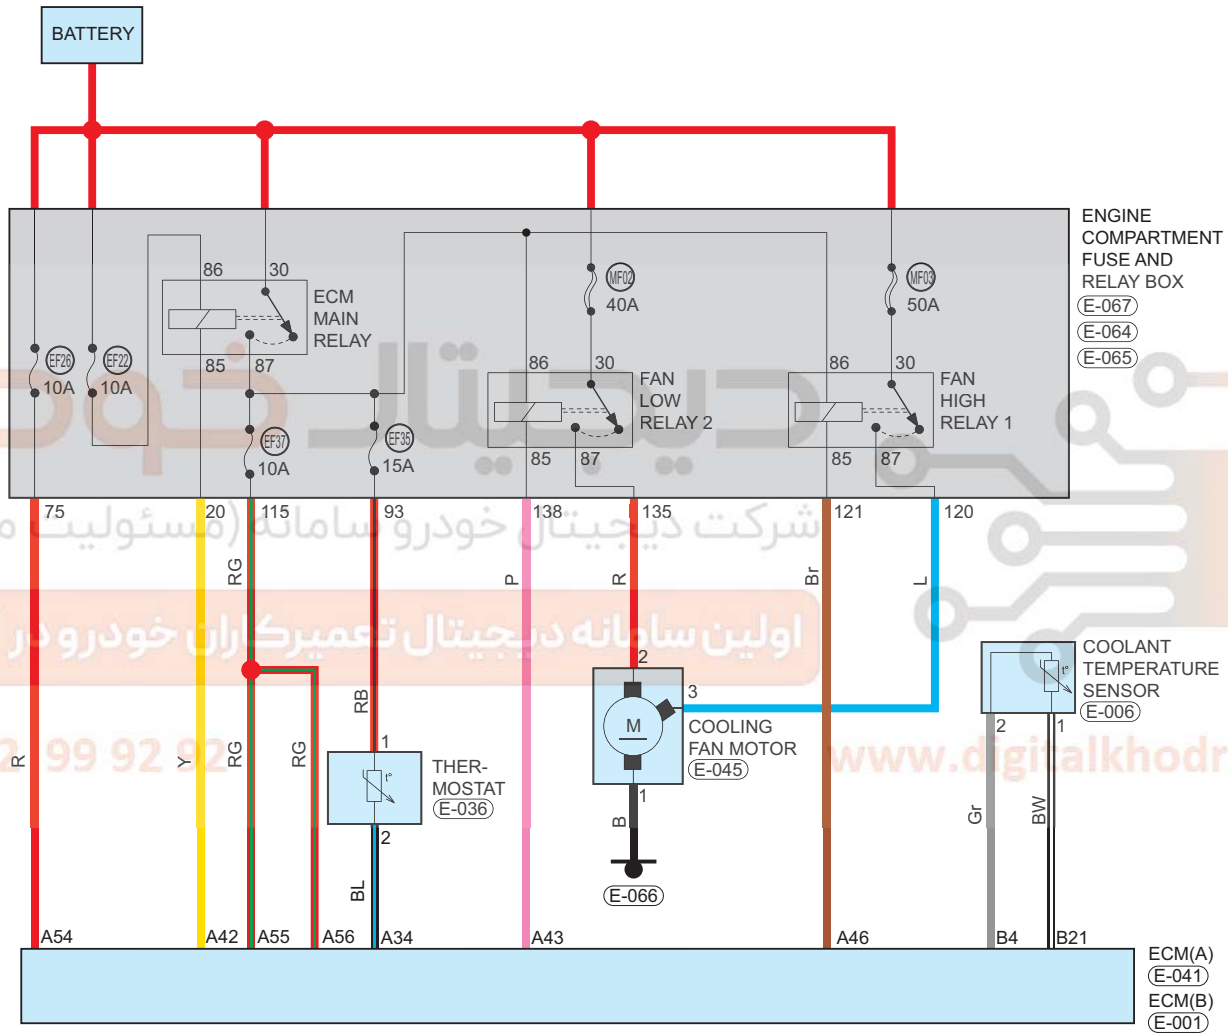 BATTERY
ENGINE
COMPARTMENT
FUSE AND
RELAY BOX
E-067
E-064
E-065
86
30
ECM
MAIN
RELAY
85
87
EF26
10A
EF22
10A
EF37
10A
EF35
15A
MF02
40A
MF03
50A
86
30
FAN
LOW
RELAY 2
85
87
86
30
FAN
HIGH
RELAY 1
85
87
دیجیتال خودرو
75
20
115
93
138
135
121
120
شرکت دیجیتال خودرو سامانه (مسئولیت
RG
P
R
Br
L
اولین سامانه دیجیتال تعمیرکاران خودرو در
R
Y
RG
RG
RB
1
THER-
MOSTAT
E-036
2
BL
2
3
M
COOLING
FAN MOTOR
E-045
1
B
E-066
COOLANT
TEMPERATURE
SENSOR
E-006
t°
t°
2
1
Gr
BW
99 92 92
www.digitalkhodr
A54
A42
A55
A56
A34
A43
A46
B4
B21
ECM(A)
E-041
ECM(B)
E-001